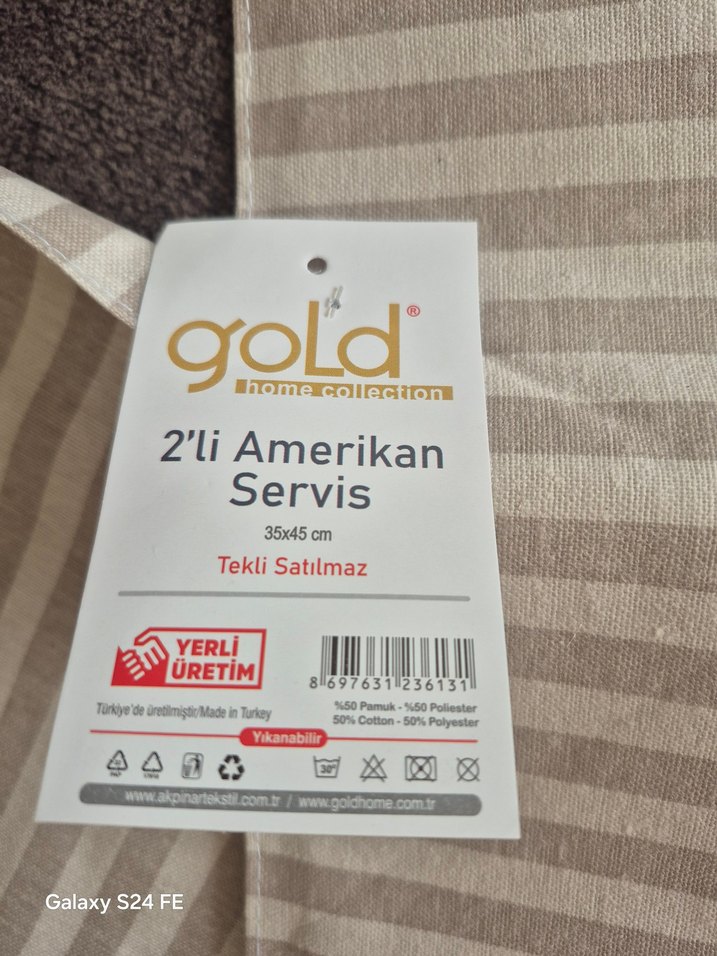 gold®
home collection
2'li Amerikan
Servis
35x45 cm
Tekli Satılmaz
YERLİ
ÜRETİM
8 697631 236131
Türkiye'de üretilmiştir/Made in Turkey
%50 Pamuk - %50 Poliester
50% Cotton - 50% Polyester
Yıkanabilir
30°
www.akpinartekstil.com.tr / www.goldhome.com.tr
Galaxy S24 FE